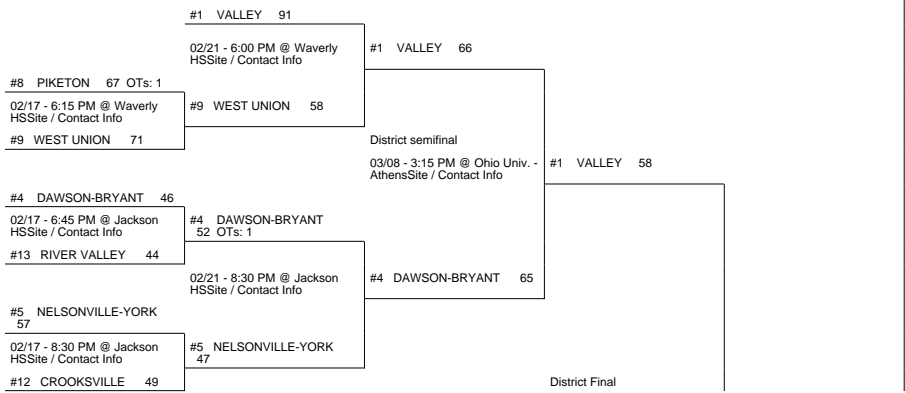 #1 VALLEY 91
02/21 - 6:00 PM @ Waverly
HSSite / Contact Info
#1 VALLEY 66
#8 PIKETON 67 OTs: 1
02/17 - 6:15 PM @ Waverly
HSSite / Contact Info
#9 WEST UNION 58
#9 WEST UNION 71
District semifinal
03/08 - 3:15 PM @ Ohio Univ. -
AthensSite / Contact Info
#1 VALLEY 58
#4 DAWSON-BRYANT 46
02/17 - 6:45 PM @ Jackson
HSSite / Contact Info
#4 DAWSON-BRYANT
52 OTs: 1
#13 RIVER VALLEY 44
02/21 - 8:30 PM @ Jackson
HSSite / Contact Info
#4 DAWSON-BRYANT 65
#5 NELSONVILLE-YORK
57
02/17 - 8:30 PM @ Jackson
HSSite / Contact Info
#5 NELSONVILLE-YORK
47
#12 CROOKSVILLE 49
District Final